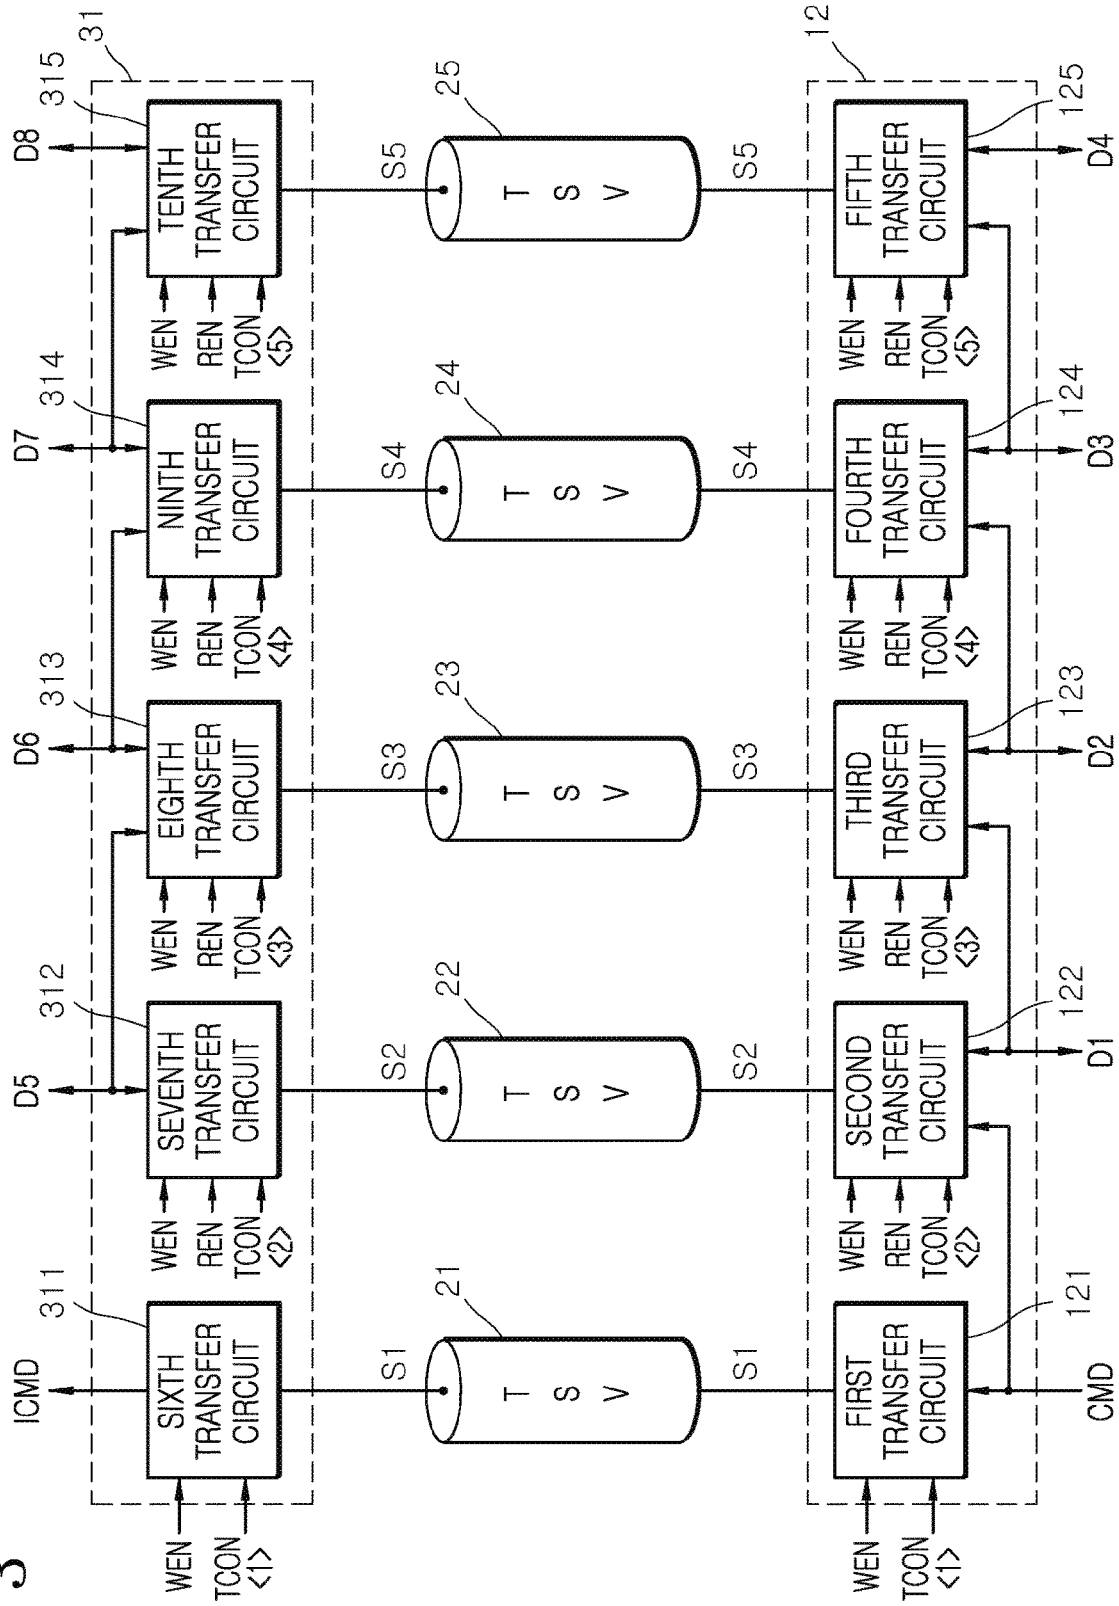 3
ICMD
D5
D6
D7
D8
311
312
313
314
315
31
SIXTH
TRANSFER
CIRCUIT
SEVENTH
TRANSFER
CIRCUIT
EIGHTH
TRANSFER
CIRCUIT
NINTH
TRANSFER
CIRCUIT
TENTH
TRANSFER
CIRCUIT
WEN
TCON
<1>
WEN
REN
TCON
<2>
WEN
REN
TCON
<3>
WEN
REN
TCON
<4>
WEN
REN
TCON
<5>
S1
S2
S3
S4
S5
21
22
23
24
25
T S V
T S V
T S V
T S V
T S V
S1
S2
S3
S4
S5
12
FIRST
TRANSFER
CIRCUIT
SECOND
TRANSFER
CIRCUIT
THIRD
TRANSFER
CIRCUIT
FOURTH
TRANSFER
CIRCUIT
FIFTH
TRANSFER
CIRCUIT
WEN
TCON
<1>
WEN
REN
TCON
<2>
WEN
REN
TCON
<3>
WEN
REN
TCON
<4>
WEN
REN
TCON
<5>
121
122
123
124
125
CMD
D1
D2
D3
D4